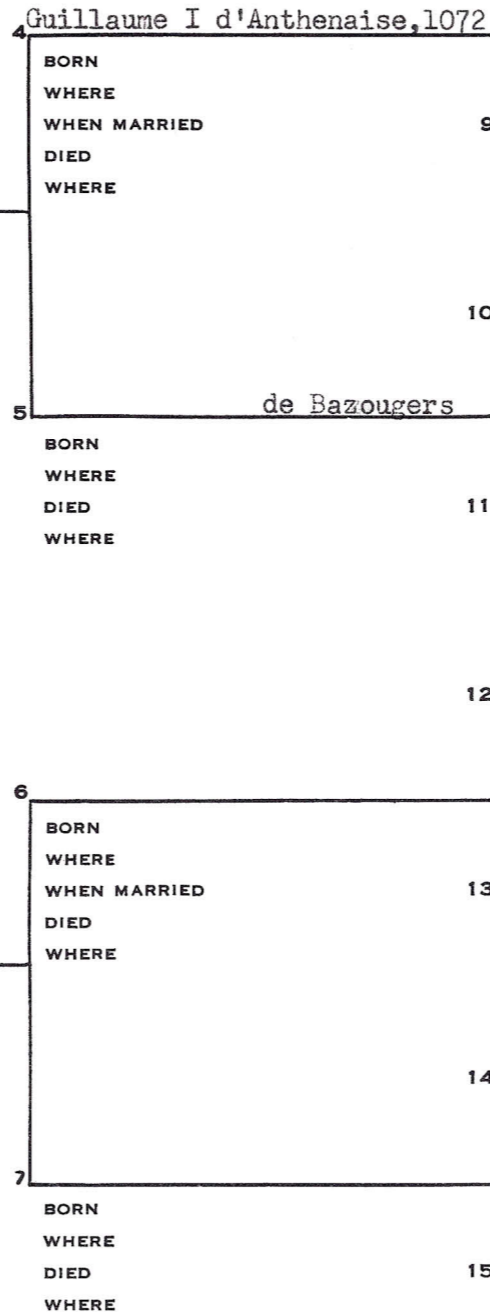 Guillaume I d'Anthenaise,1072
4
BORN
WHERE
WHEN MARRIED
9
DIED
WHERE
10
de Bazougers
5
BORN
WHERE
DIED
11
WHERE
12
6
BORN
WHERE
WHEN MARRIED
13
DIED
WHERE
14
7
BORN
WHERE
DIED
15
WHERE